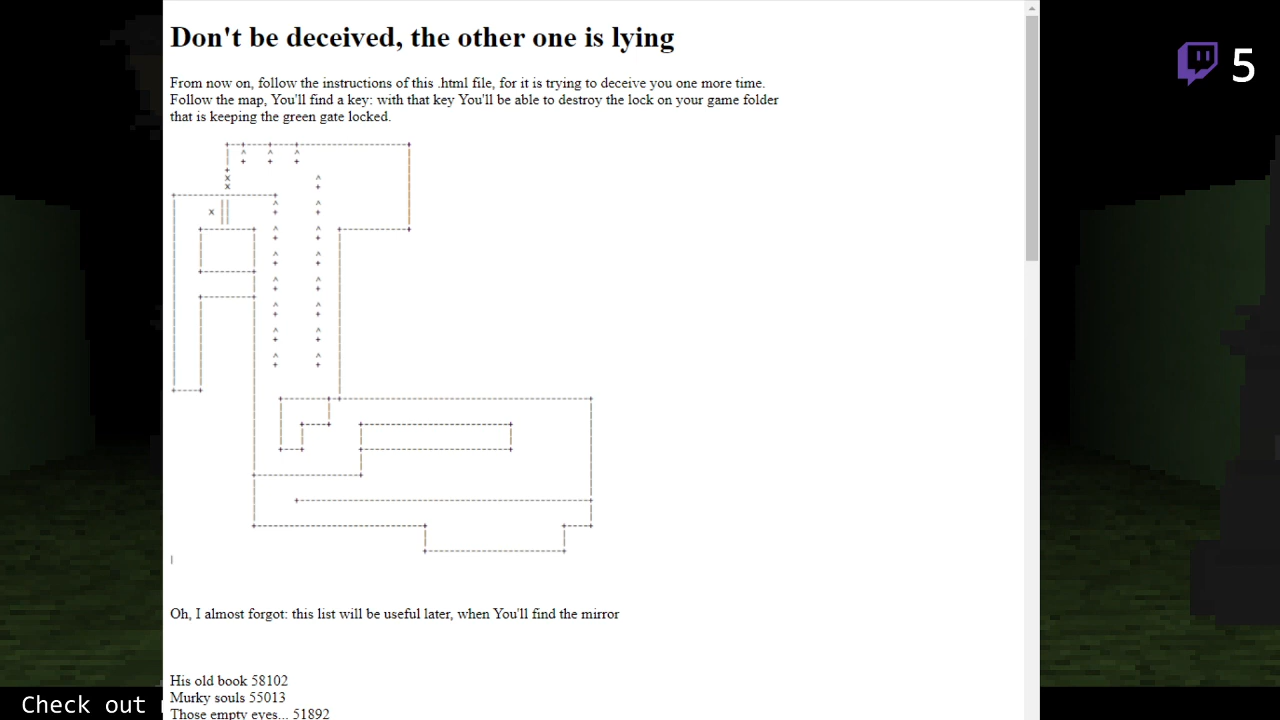 Don't be deceived, the other one is lying
5
From now on, follow the instructions of this .html file, for it is trying to deceive you one more time.
Follow the map, You'll find a key: with that key You'll be able to destroy the lock on your game folder
that is keeping the green gate locked.
Oh, I almost forgot: this list will be useful later, when You'll find the mirror
His old book 58102
Murky souls 55013
Those empty eyes... 51892
Check out